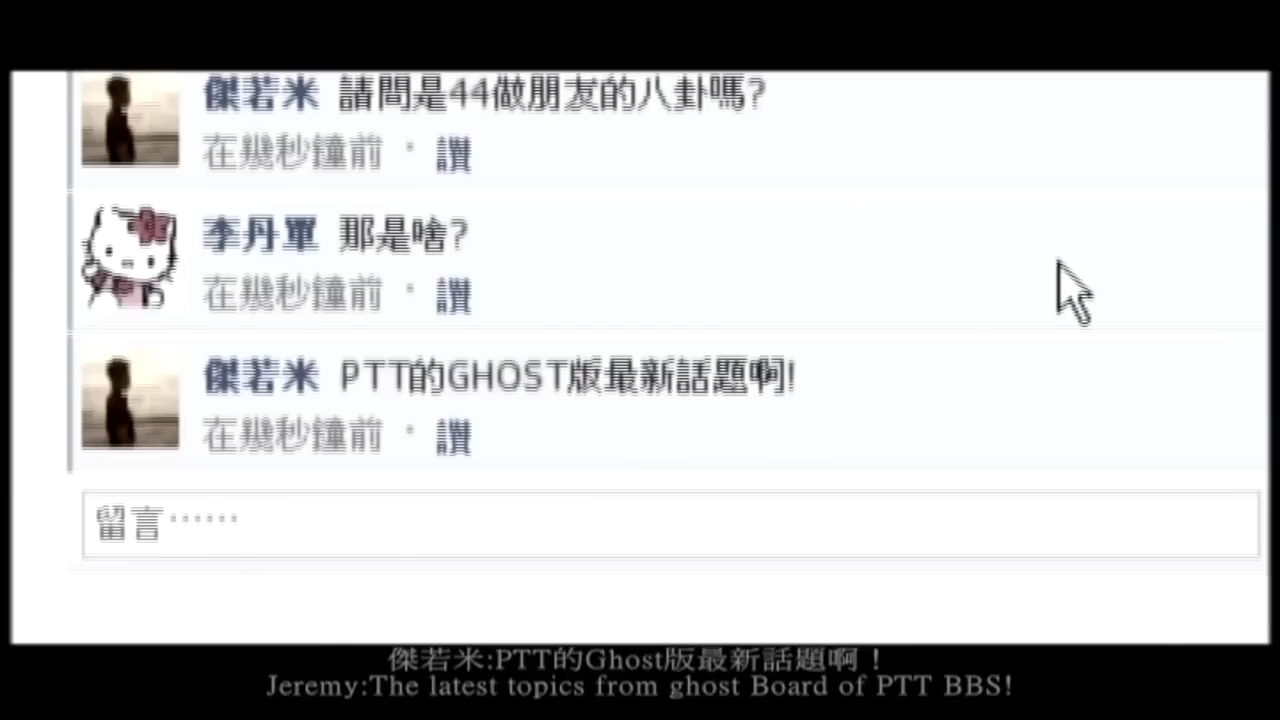 傑若米 請問是44做朋友的八卦嗎?
在幾秒鐘前 · 讚
李丹軍 那是啥?
在幾秒鐘前 · 讚
傑若米 PTT的GHOST版最新話題啊!
在幾秒鐘前 · 讚
留言……
傑若米:PTT的Ghost版最新話題啊！
Jeremy:The latest topics from ghost Board of PTT BBS!